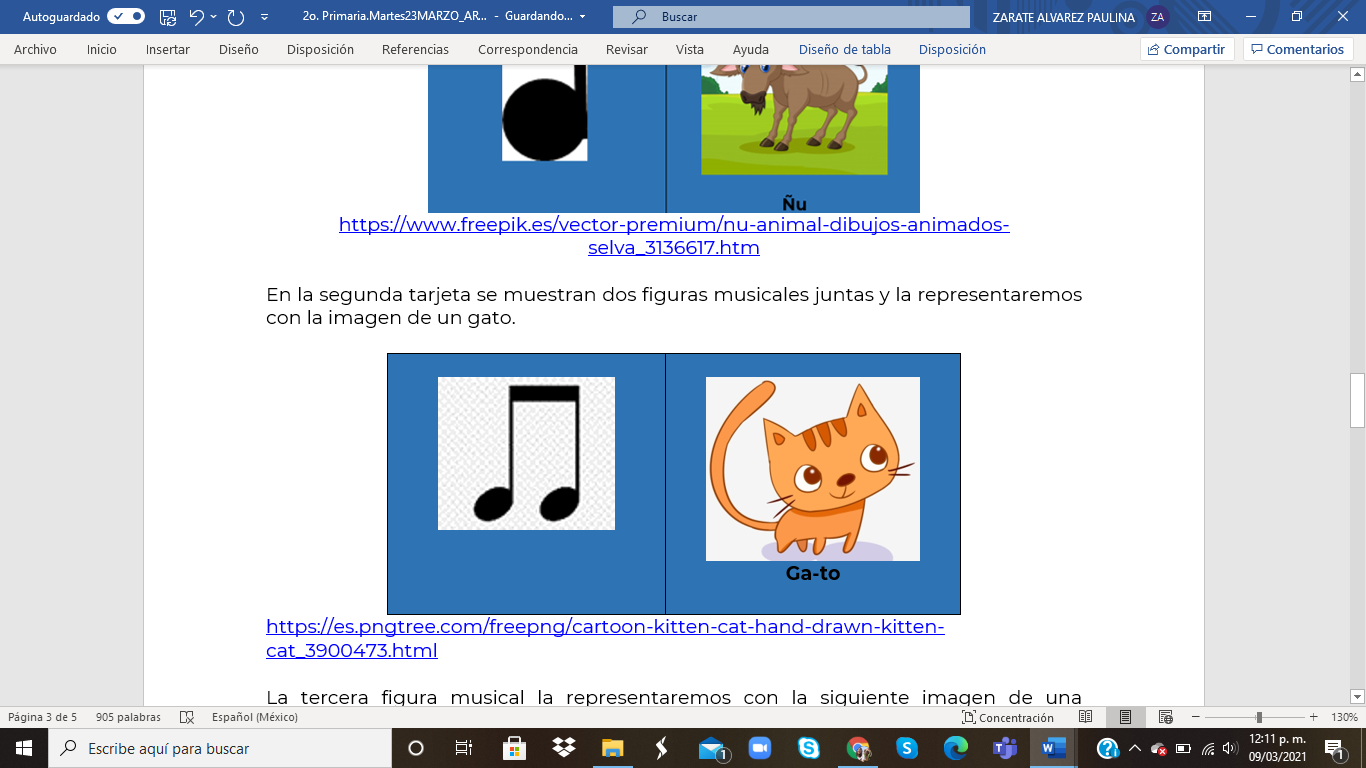 Autoguardado
2o. Primaria.Martes23MARZO_AR... - Guardando...
Buscar
ZARATE ALVAREZ PAULINA
ZA
Archivo Inicio Insertar Diseño Disposición Referencias Correspondencia Revisar Vista Ayuda Diseño de tabla Disposición
Compartir Comentarios
Ñu
https://www.freepik.es/vector-premium/nu-animal-dibujos-animados-
selva_3136617.htm
En la segunda tarjeta se muestran dos figuras musicales juntas y la representaremos
con la imagen de un gato.
Ga-to
https://es.pngtree.com/freepng/cartoon-kitten-cat-hand-drawn-kitten-
cat_3900473.html
La tercera figura musical la representaremos con la siguiente imagen de una
Página 3 de 5 905 palabras Español (México) Concentración 130%
Escribe aquí para buscar
1
12:11 p. m.
09/03/2021
1